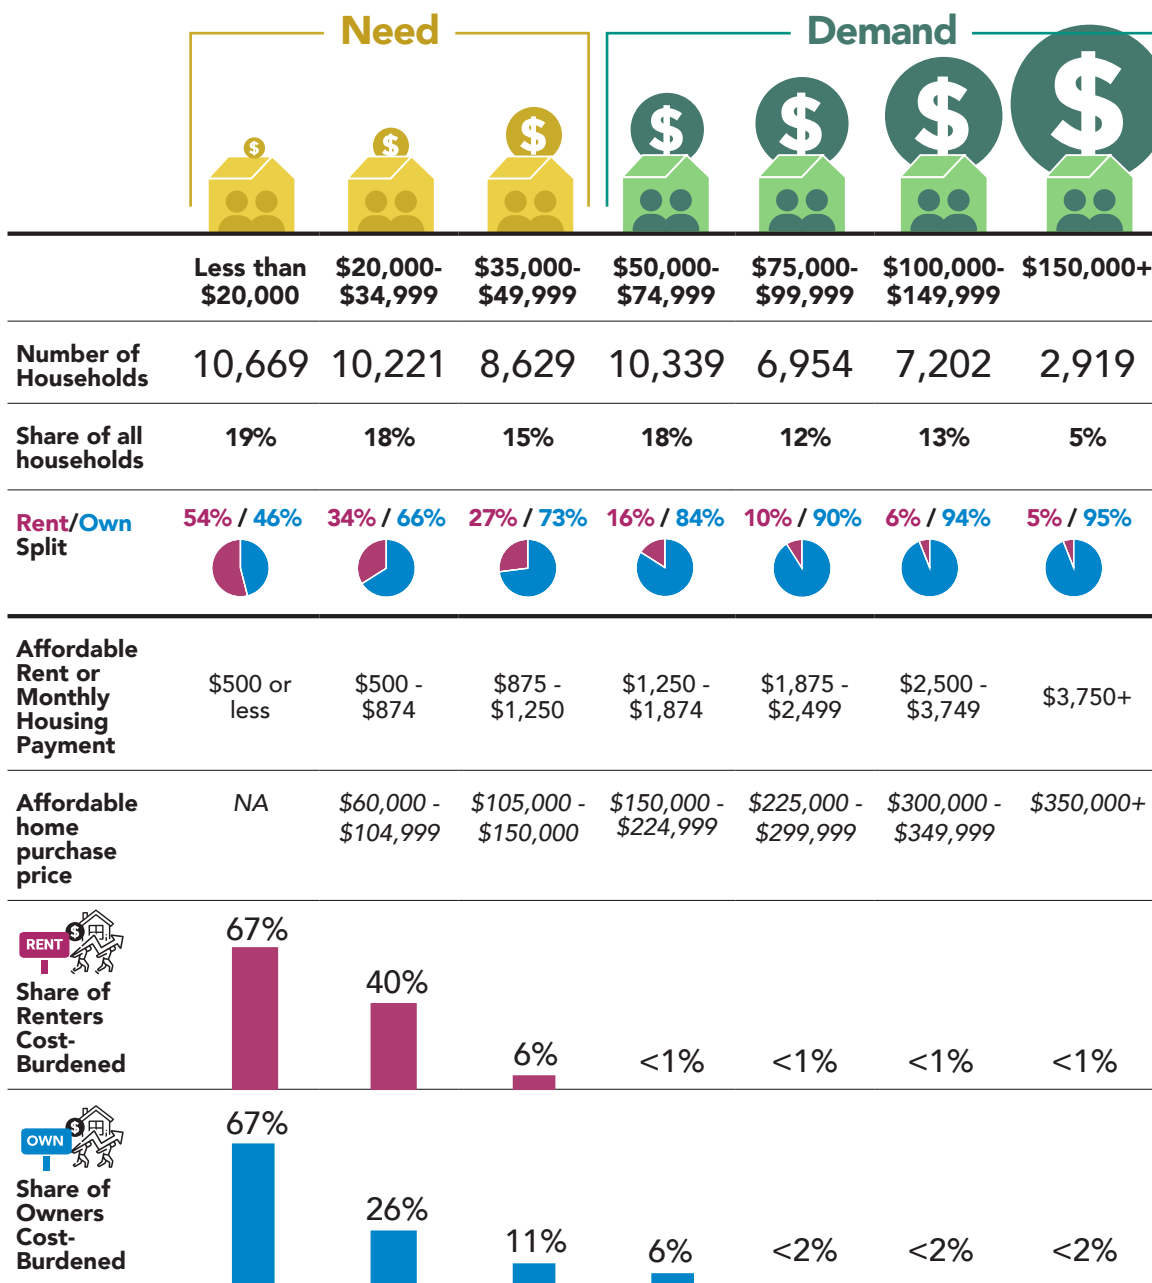 Need
Demand
$ $ $ $ $ $ $
Less than $20,000- $35,000- $50,000- $75,000- $100,000- $150,000+
$20,000 $34,999 $49,999 $74,999 $99,999 $149,999
Number of
Households
10,669 10,221 8,629 10,339 6,954 7,202 2,919
Share of all
households
19% 18% 15% 18% 12% 13% 5%
Rent/Own
Split
54% / 46% 34% / 66% 27% / 73% 16% / 84% 10% / 90% 6% / 94% 5% / 95%
Affordable
Rent or
Monthly
Housing
Payment
$500 or $500 - $875 - $1,250 - $1,875 - $2,500 - $3,750+
less $874 $1,250 $1,874 $2,499 $3,749
Affordable
home
purchase
price
NA $60,000 - $105,000 - $150,000 - $225,000 - $300,000 - $350,000+
$104,999 $150,000 $224,999 $299,999 $349,999
RENT $
Share of
Renters
Cost-
Burdened
67%
40%
6% <1% <1% <1% <1%
OWN $
Share of
Owners
Cost-
Burdened
67%
26%
11% 6% <2% <2% <2%